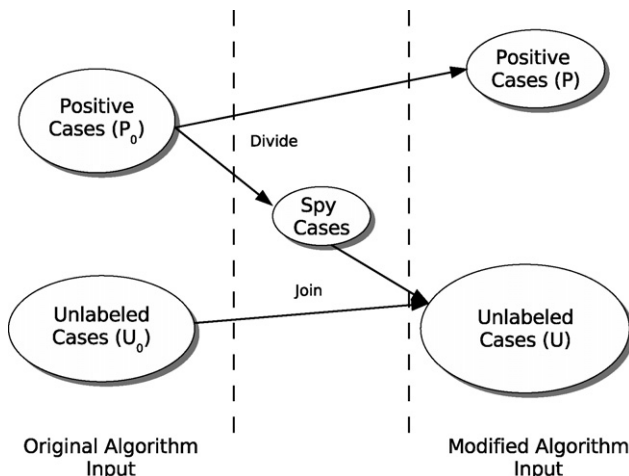 Positive
Cases (P)
Positive
Cases (P₀)
Divide
Spy
Cases
Join
Unlabeled
Cases (U₀)
Unlabeled
Cases (U)
Original Algorithm
Input
Modified Algorithm
Input